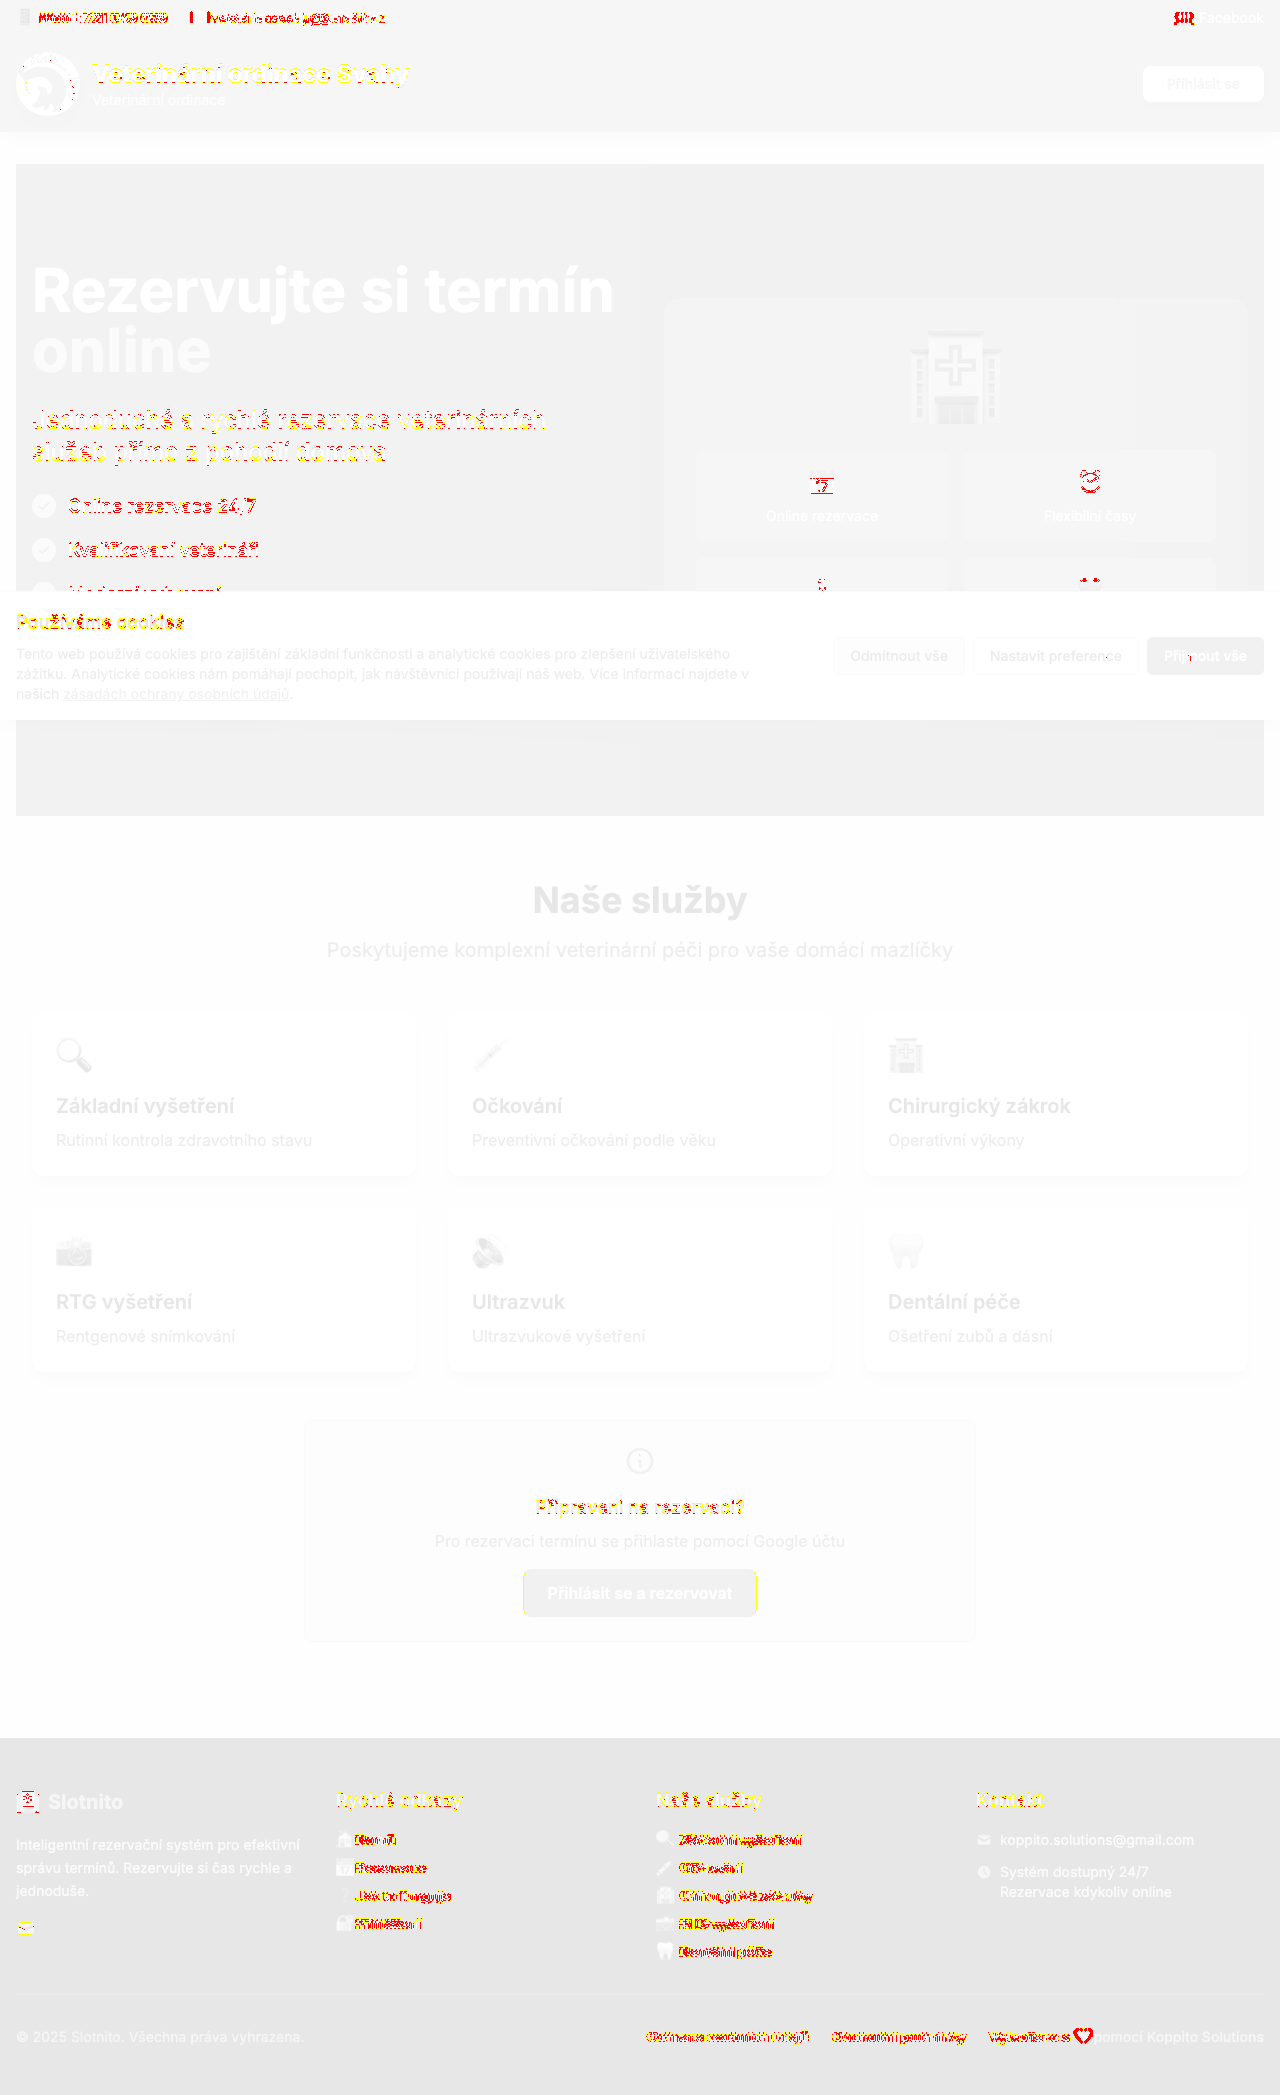 Facebook
Veterinární ordinace Svahy
Veterinární ordinace
Přihlásit se
Rezervujte si termín
online
Jednoduché a rychlé rezervace veterinárních
služeb přímo z pohodlí domova
Online rezervace 24/7
Kvalifikovaní veterináři
Online rezervace
Flexibilní časy
Používáme cookies
Tento web používá cookies pro zajištění základní funkčnosti a analytické cookies pro zlepšení uživatelského
zážitku. Analytické cookies nám pomáhají pochopit, jak návštěvníci používají náš web. Více informací najdete v
našich zásadách ochrany osobních údajů.
Odmítnout vše
Nastavit preference
Přijmout vše
Naše služby
Poskytujeme komplexní veterinární péči pro vaše domácí mazlíčky
Základní vyšetření
Rutinní kontrola zdravotního stavu
Očkování
Preventivní očkování podle věku
Chirurgický zákrok
Operativní výkony
RTG vyšetření
Rentgenové snímkování
Ultrazvuk
Ultrazvukové vyšetření
Dentální péče
Ošetření zubů a dásní
Připraveni na rezervaci?
Pro rezervaci termínu se přihlaste pomocí Google účtu
Přihlásit se a rezervovat
Slotnito
Inteligentní rezervační systém pro efektivní
správu termínů. Rezervujte si čas rychle a
jednoduše.
Rychlé odkazy
Domů
Rezervace
Jak to funguje
Přihlášení
Naše služby
Základní vyšetření
Očkování
Chirurgické zákroky
RTG vyšetření
Dentální péče
Kontakt
koppito.solutions@gmail.com
Systém dostupný 24/7
Rezervace kdykoliv online
© 2025 Slotnito. Všechna práva vyhrazena.
Ochrana osobních údajů
Obchodní podmínky
Vytvořeno s
pomocí Koppito Solutions